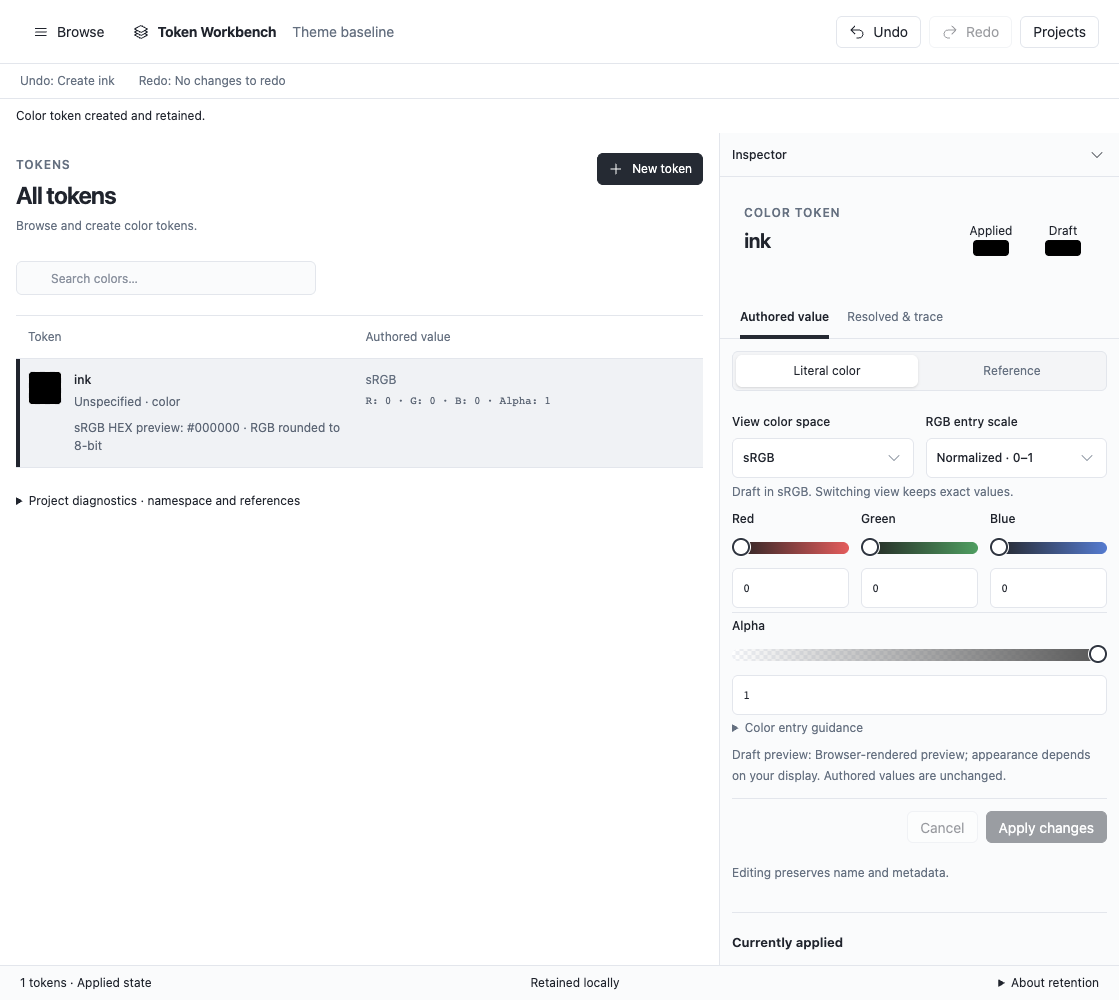 Browse
Token Workbench
Theme baseline
Undo
Redo
Projects
Undo: Create ink
Redo: No changes to redo
Color token created and retained.
TOKENS
All tokens
Browse and create color tokens.
New token
Search colors...
Token
Authored value
ink
Unspecified · color
sRGB HEX preview: #000000 · RGB rounded to
8-bit
sRGB
R: 0 · G: 0 · B: 0 · Alpha: 1
Project diagnostics · namespace and references
Inspector
COLOR TOKEN
ink
Applied
Draft
Authored value
Resolved & trace
Literal color
Reference
View color space
RGB entry scale
sRGB
Normalized · 0–1
Draft in sRGB. Switching view keeps exact values.
Red
Green
Blue
0
0
0
Alpha
1
Color entry guidance
Draft preview: Browser-rendered preview; appearance depends
on your display. Authored values are unchanged.
Cancel
Apply changes
Editing preserves name and metadata.
Currently applied
1 tokens · Applied state
Retained locally
About retention